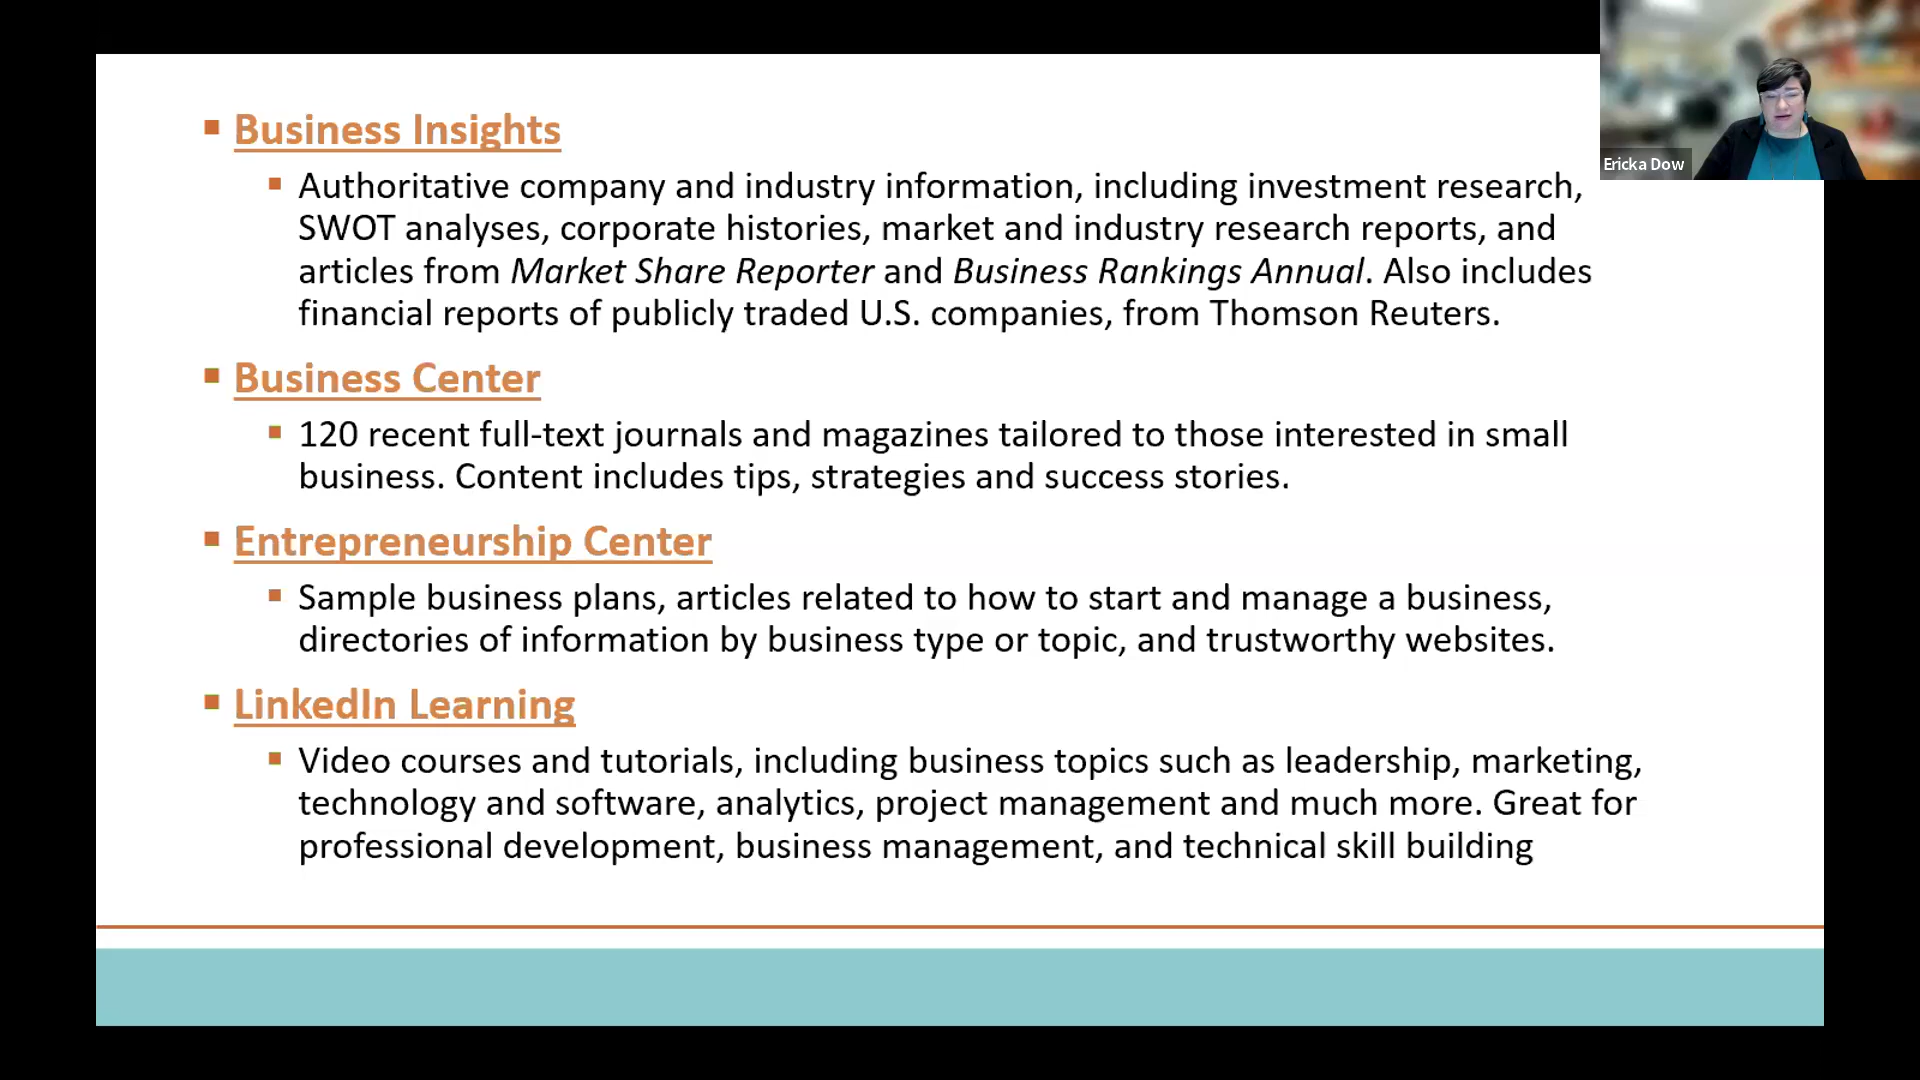 Business Insights
Authoritative company and industry information, including investment research,
SWOT analyses, corporate histories, market and industry research reports, and
articles from Market Share Reporter and Business Rankings Annual. Also includes
financial reports of publicly traded U.S. companies, from Thomson Reuters.
Business Center
120 recent full-text journals and magazines tailored to those interested in small
business. Content includes tips, strategies and success stories.
Entrepreneurship Center
Sample business plans, articles related to how to start and manage a business,
directories of information by business type or topic, and trustworthy websites.
LinkedIn Learning
Video courses and tutorials, including business topics such as leadership, marketing,
technology and software, analytics, project management and much more. Great for
professional development, business management, and technical skill building
Ericka Dow